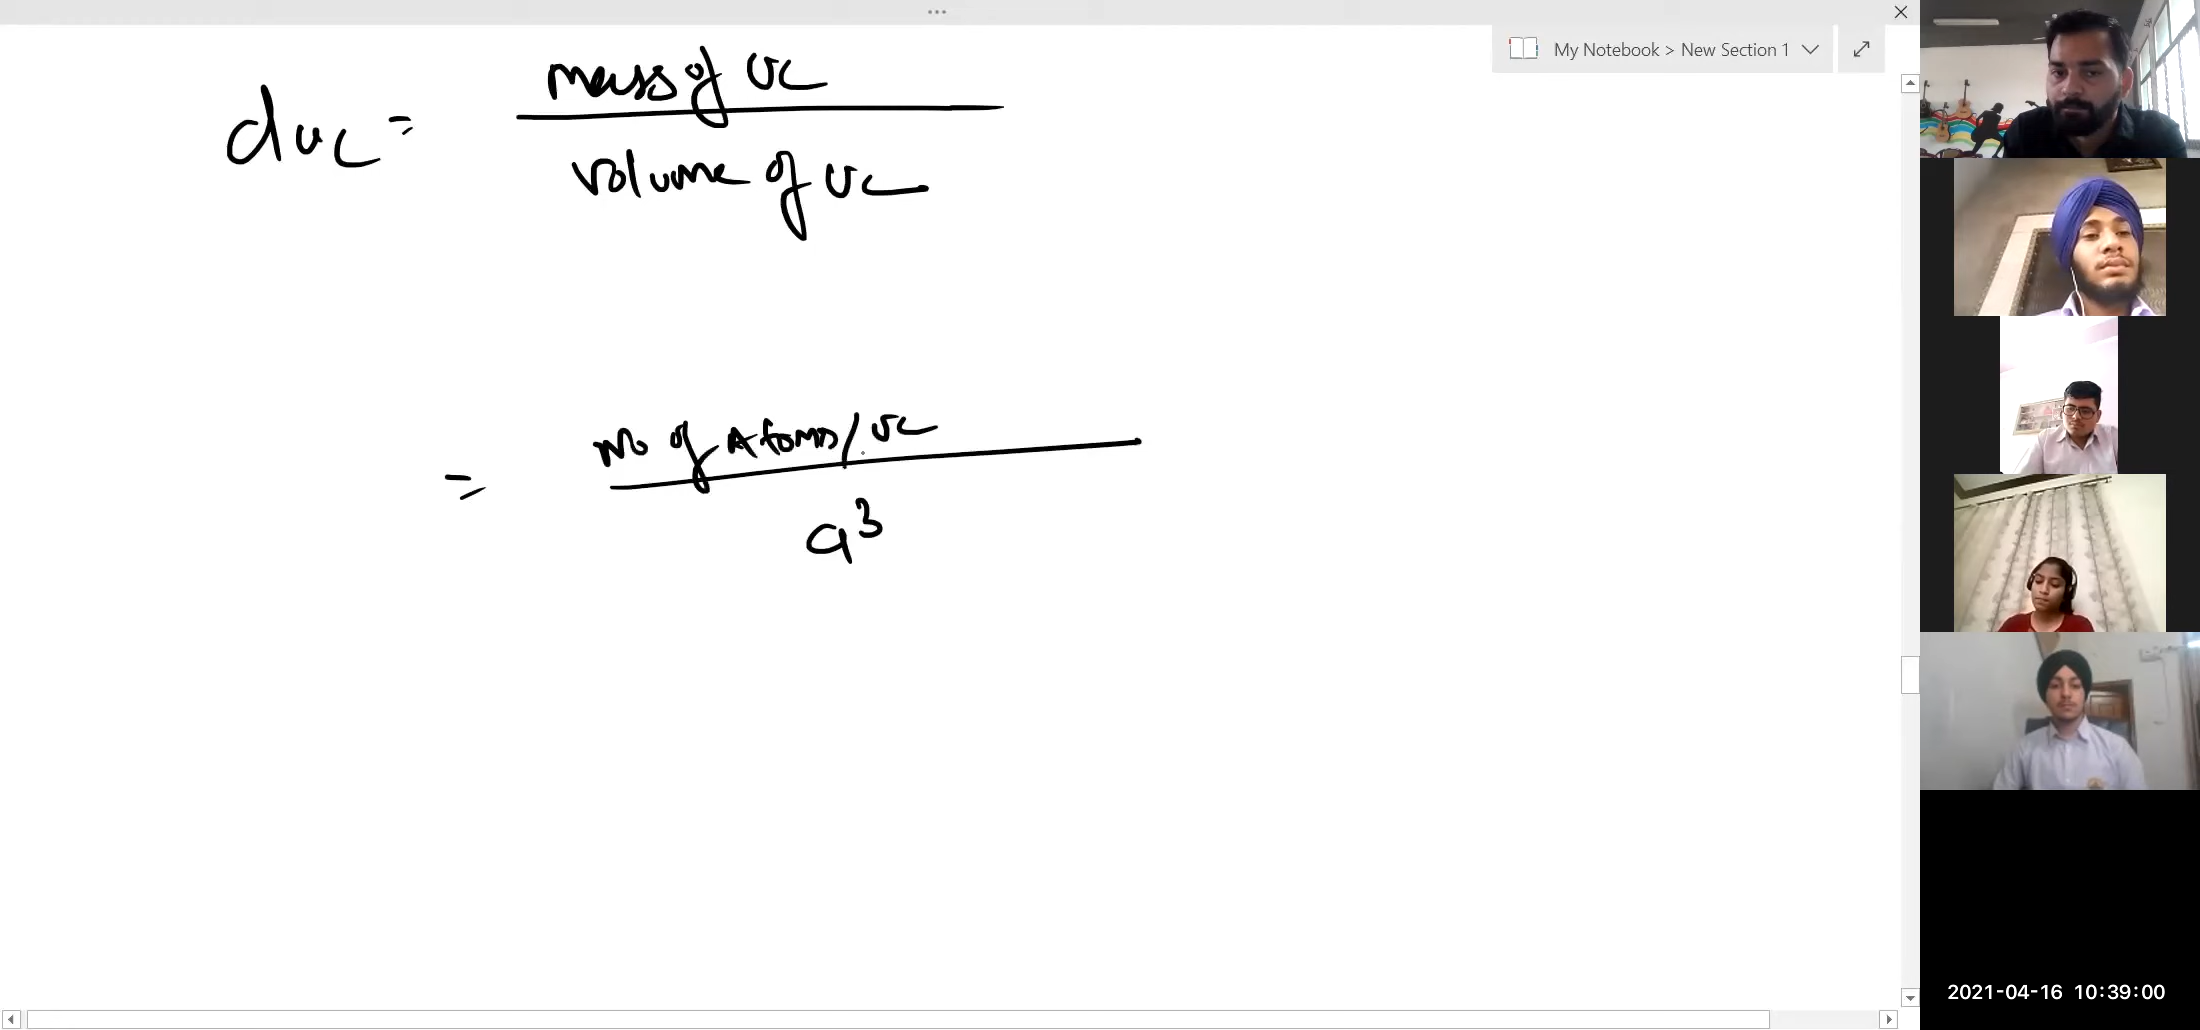 My Notebook > New Section 1
duc = mass of uc
volume of uc
= No of Atoms/uc
a³
2021-04-16 10:39:00